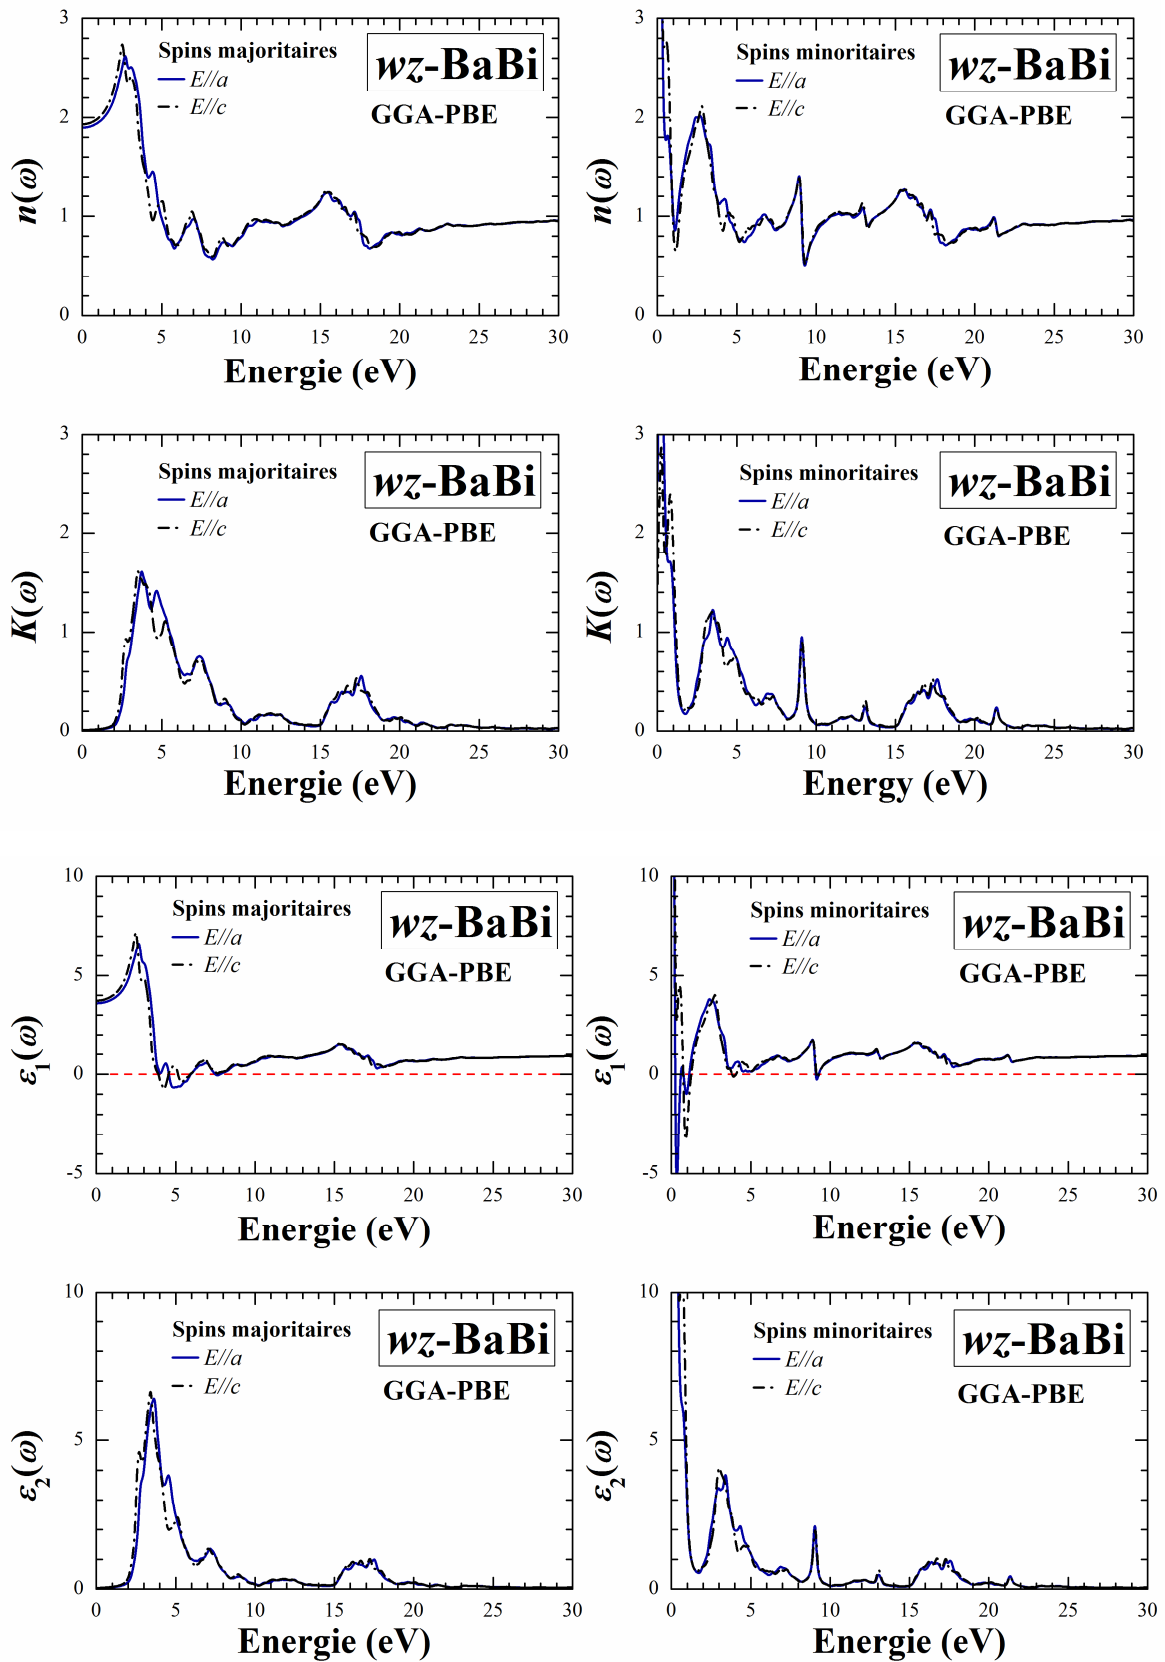 3
2
1
0
n(ω)
Spins majoritaires
E//a
E//c
wz-BaBi
GGA-PBE
0 5 10 15 20 25 30
Energie (eV)
3
2
1
0
n(ω)
Spins minoritaires
E//a
E//c
wz-BaBi
GGA-PBE
0 5 10 15 20 25 30
Energie (eV)
3
2
1
0
K(ω)
Spins majoritaires
E//a
E//c
wz-BaBi
GGA-PBE
0 5 10 15 20 25 30
Energie (eV)
3
2
1
0
K(ω)
Spins minoritaires
E//a
E//c
wz-BaBi
GGA-PBE
0 5 10 15 20 25 30
Energy (eV)
10
5
0
-5
ε1(ω)
Spins majoritaires
E//a
E//c
wz-BaBi
GGA-PBE
0 5 10 15 20 25 30
Energie (eV)
10
5
0
-5
ε1(ω)
Spins minoritaires
E//a
E//c
wz-BaBi
GGA-PBE
0 5 10 15 20 25 30
Energie (eV)
10
5
0
ε2(ω)
Spins majoritaires
E//a
E//c
wz-BaBi
GGA-PBE
0 5 10 15 20 25 30
Energie (eV)
10
5
0
ε2(ω)
Spins minoritaires
E//a
E//c
wz-BaBi
GGA-PBE
0 5 10 15 20 25 30
Energie (eV)